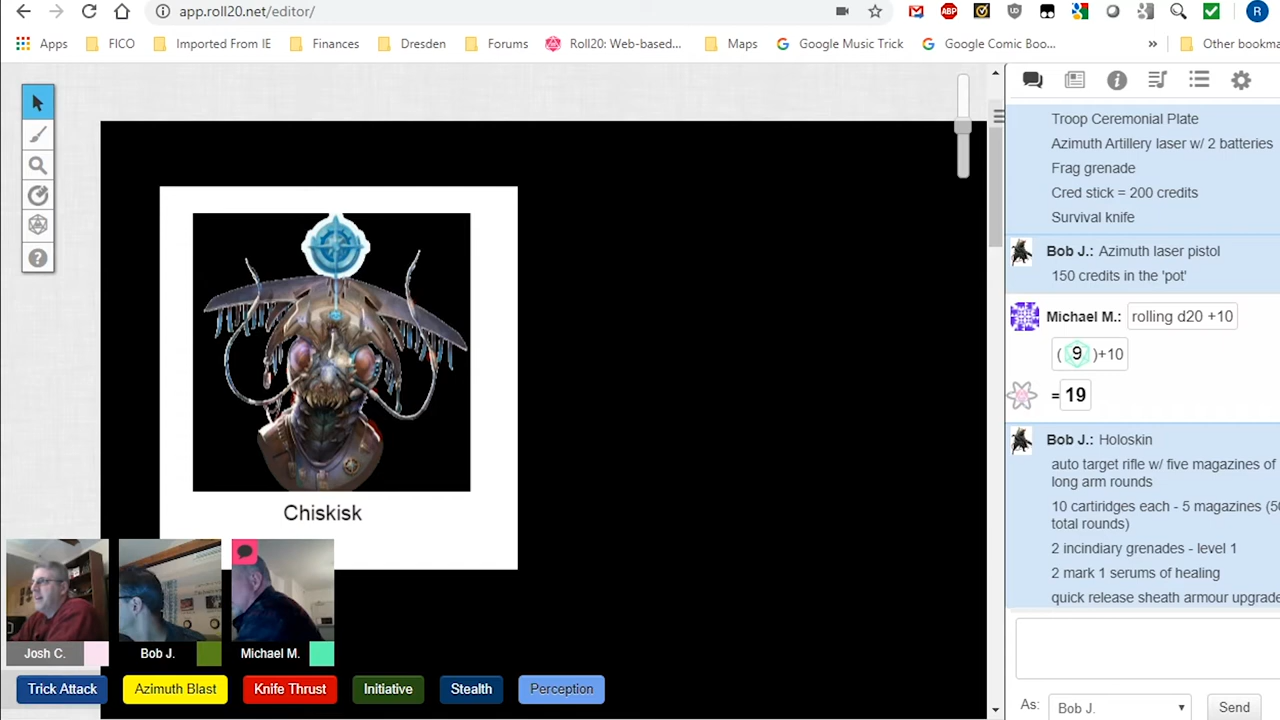 app.roll20.net/editor/
ABP
R
Apps FICO Imported From IE Finances Dresden Forums Roll20: Web-based... Maps Google Music Trick Google Comic Boo... » Other bookma
Troop Ceremonial Plate
Azimuth Artillery laser w/ 2 batteries
Frag grenade
Cred stick = 200 credits
Survival knife
Bob J.: Azimuth laser pistol
150 credits in the 'pot'
Michael M.: rolling d20 +10
( 9 )+10
= 19
Bob J.: Holoskin
auto target rifle w/ five magazines of
long arm rounds
10 cartiridges each - 5 magazines (50
total rounds)
2 incindiary grenades - level 1
2 mark 1 serums of healing
quick release sheath armour upgrade
Chiskisk
Josh C. Bob J. Michael M.
Trick Attack Azimuth Blast Knife Thrust Initiative Stealth Perception
As: Bob J. Send